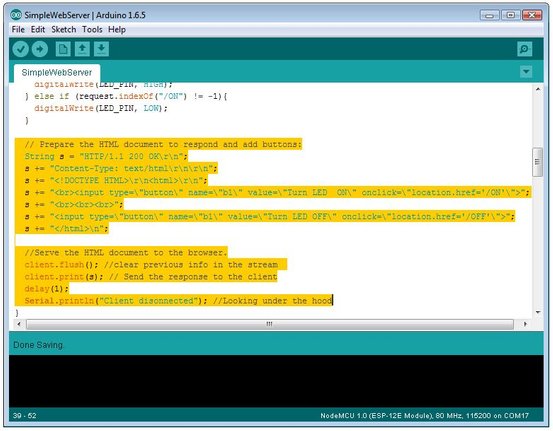 SimpleWebServer | Arduino 1.6.5
File Edit Sketch Tools Help
SimpleWebServer
digitalWrite(LED_PIN, HIGH);
} else if (request.indexOf("/ON") != -1){
digitalWrite(LED_PIN, LOW);
}
// Prepare the HTML document to respond and add buttons:
String s = "HTTP/1.1 200 OK\r\n";
s += "Content-Type: text/html\r\n\r\n";
s += "<!DOCTYPE HTML>\r\n<html>\r\n";
s += "<br><input type=\"button\" name=\"b1\" value=\"Turn LED  ON\" onclick=\"location.href='/ON'\">";
s += "<br><br><br>";
s += "<input type=\"button\" name=\"b1\" value=\"Turn LED OFF\" onclick=\"location.href='/OFF'\">";
s += "</html>\n";
//Serve the HTML document to the browser.
client.flush(); //clear previous info in the stream
client.print(s); // Send the response to the client
delay(1);
Serial.println("Client disonnected"); //Looking under the hood
}
Done Saving.
39 - 52
NodeMCU 1.0 (ESP-12E Module), 80 MHz, 115200 on COM17